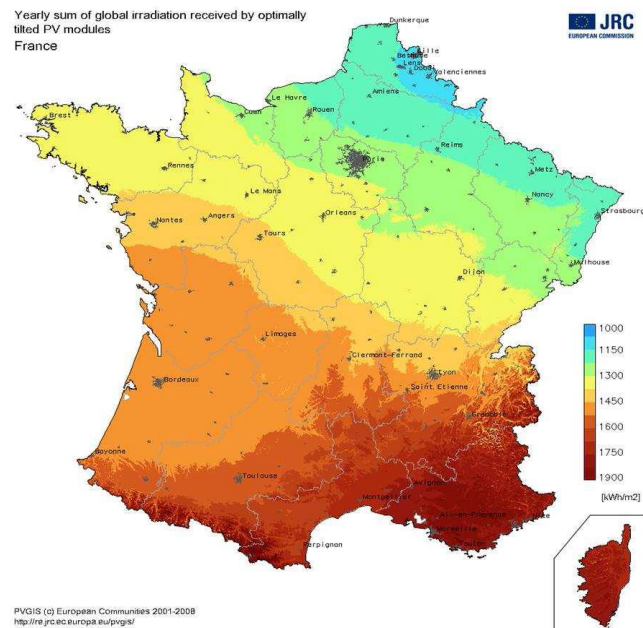 Yearly sum of global irradiation received by optimally
tilted PV modules
France
JRC
EUROPEAN COMMISSION
Dunkerque
Lille
Lens
Douai
Valenciennes
Amiens
Le Havre
Rouen
Caen
Reims
Metz
Brest
Nancy
Strasbourg
Rennes
Le Mans
Orleans
Nantes
Angers
Tours
Mulhouse
Dijon
Limoges
Clermont-Ferrand
Lyon
Saint Etienne
Bordeaux
Grenoble
Bayonne
Toulouse
Avignon
Montpellier
Aix-en-Provence
Nice
Marseille
Toulon
Perpignan
1000
1150
1300
1450
1600
1750
1900
[kWh/m2]
PVGIS (c) European Communities 2001-2008
http://re.jrc.ec.europa.eu/pvgis/